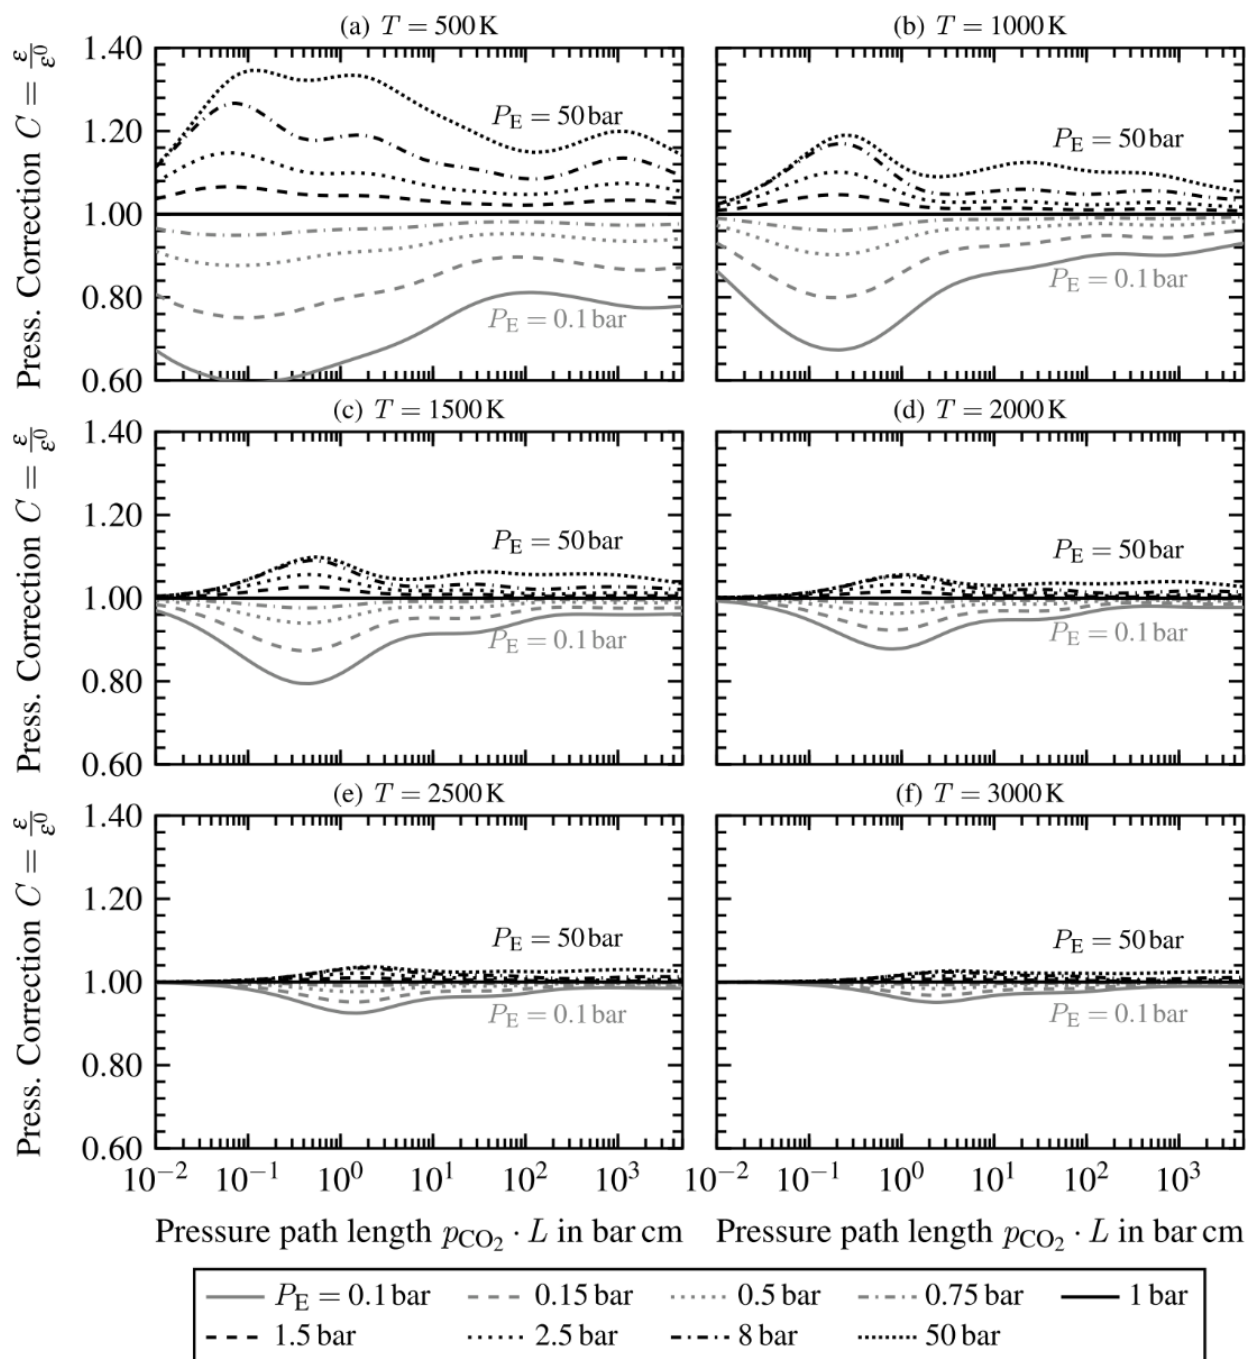 (a) T = 500 K
(b) T = 1000 K
Press. Correction C = ε/ε⁰
1.40
1.20
1.00
0.80
0.60
P_E = 50 bar
P_E = 0.1 bar
P_E = 50 bar
P_E = 0.1 bar
(c) T = 1500 K
(d) T = 2000 K
Press. Correction C = ε/ε⁰
1.40
1.20
1.00
0.80
0.60
P_E = 50 bar
P_E = 0.1 bar
P_E = 50 bar
P_E = 0.1 bar
(e) T = 2500 K
(f) T = 3000 K
Press. Correction C = ε/ε⁰
1.40
1.20
1.00
0.80
0.60
P_E = 50 bar
P_E = 0.1 bar
P_E = 50 bar
P_E = 0.1 bar
10⁻² 10⁻¹ 10⁰ 10¹ 10² 10³
10⁻² 10⁻¹ 10⁰ 10¹ 10² 10³
Pressure path length p_CO₂ · L in bar cm
Pressure path length p_CO₂ · L in bar cm
P_E = 0.1 bar 0.15 bar 0.5 bar 0.75 bar 1 bar
1.5 bar 2.5 bar 8 bar 50 bar